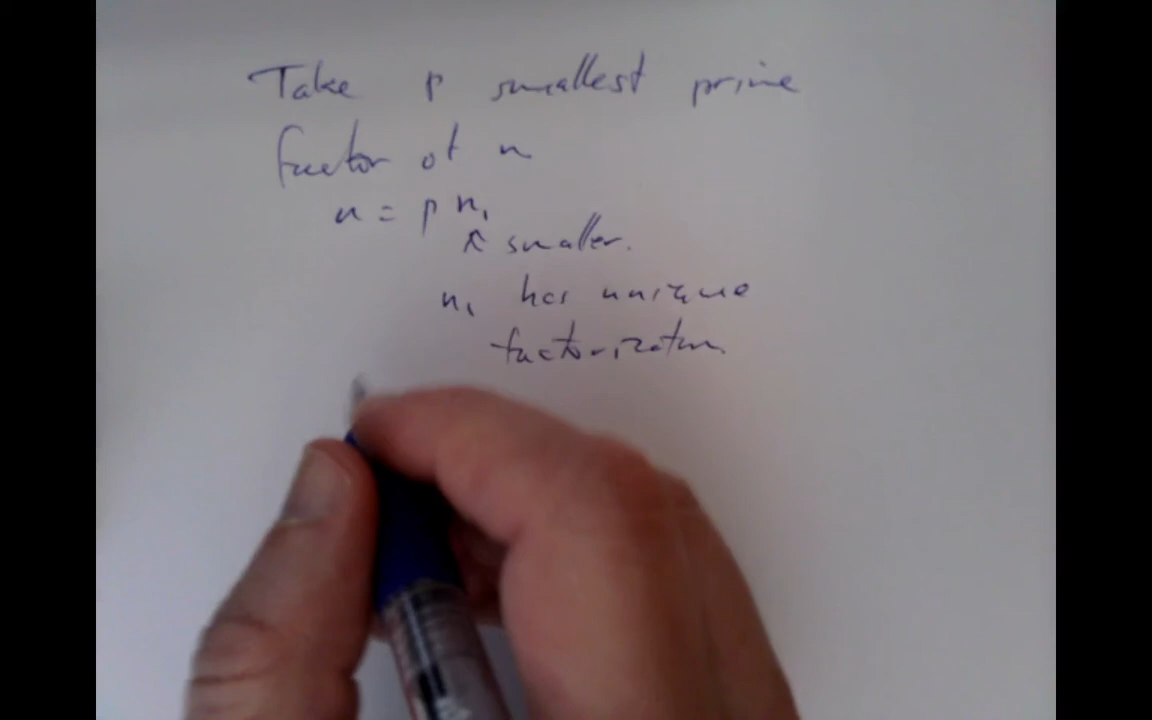 Take p smallest prime
factor of n
n = p n₁
↑ smaller.
n₁ has unique
factorization.